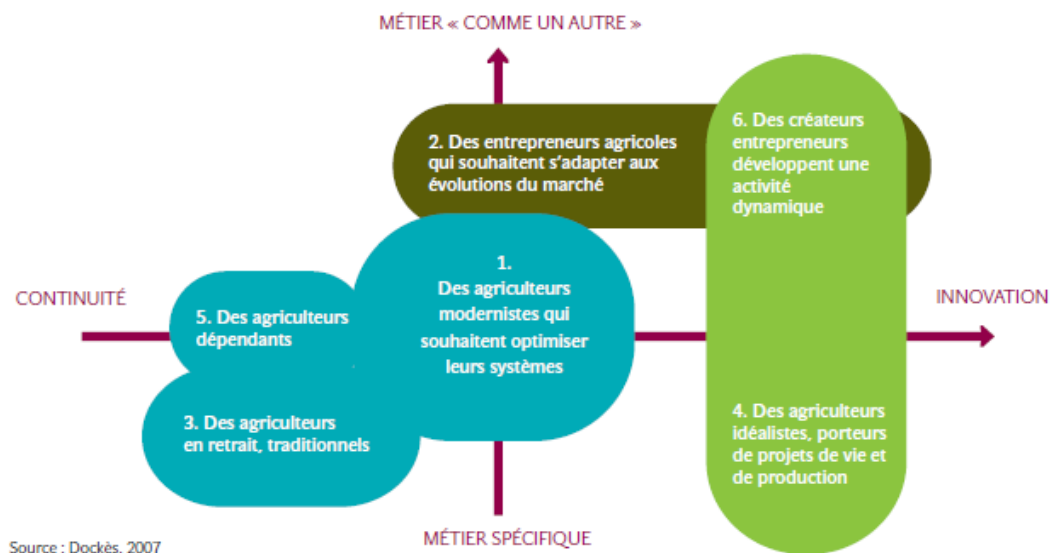 MÉTIER « COMME UN AUTRE »
2. Des entrepreneurs agricoles
qui souhaitent s’adapter aux
évolutions du marché
6. Des créateurs
entrepreneurs
développent une
activité
dynamique
1.
Des agriculteurs
modernistes qui
souhaitent optimiser
leurs systèmes
CONTINUITÉ
INNOVATION
5. Des agriculteurs
dépendants
3. Des agriculteurs
en retrait, traditionnels
4. Des agriculteurs
idéalistes, porteurs
de projets de vie et
de production
MÉTIER SPÉCIFIQUE
Source : Dockès, 2007